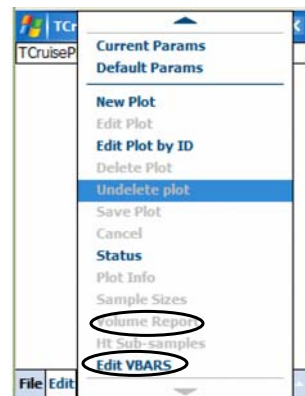 TCr
TCruiseP
Current Params
Default Params
New Plot
Edit Plot
Edit Plot by ID
Delete Plot
Undelete plot
Save Plot
Cancel
Status
Plot Info
Sample Sizes
Volume Report
Ht Sub-samples
Edit VBARS
File Edit